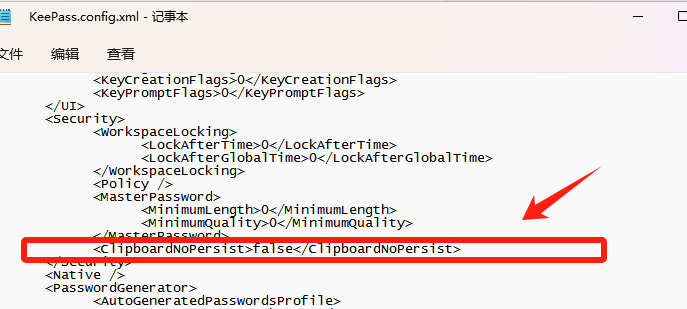 KeePass.config.xml - 记事本
文件 编辑 查看
<KeyCreationFlags>0</KeyCreationFlags>
<KeyPromptFlags>0</KeyPromptFlags>
</UI>
<Security>
<WorkspaceLocking>
<LockAfterTime>0</LockAfterTime>
<LockAfterGlobalTime>0</LockAfterGlobalTime>
</WorkspaceLocking>
<Policy />
<MasterPassword>
<MinimumLength>0</MinimumLength>
<MinimumQuality>0</MinimumQuality>
</MasterPassword>
<ClipboardNoPersist>false</ClipboardNoPersist>
</Security>
<Native />
<PasswordGenerator>
<AutoGeneratedPasswordsProfile>